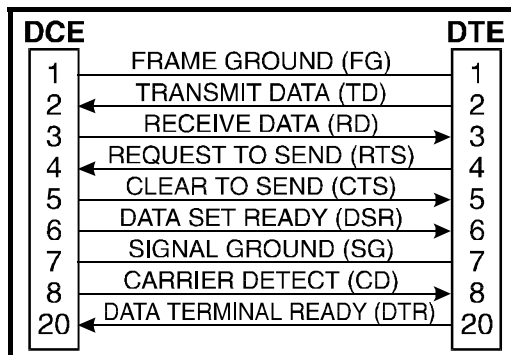 DCE DTE
1 FRAME GROUND (FG) 1
2 TRANSMIT DATA (TD) 2
3 RECEIVE DATA (RD) 3
4 REQUEST TO SEND (RTS) 4
5 CLEAR TO SEND (CTS) 5
6 DATA SET READY (DSR) 6
7 SIGNAL GROUND (SG) 7
8 CARRIER DETECT (CD) 8
20 DATA TERMINAL READY (DTR) 20